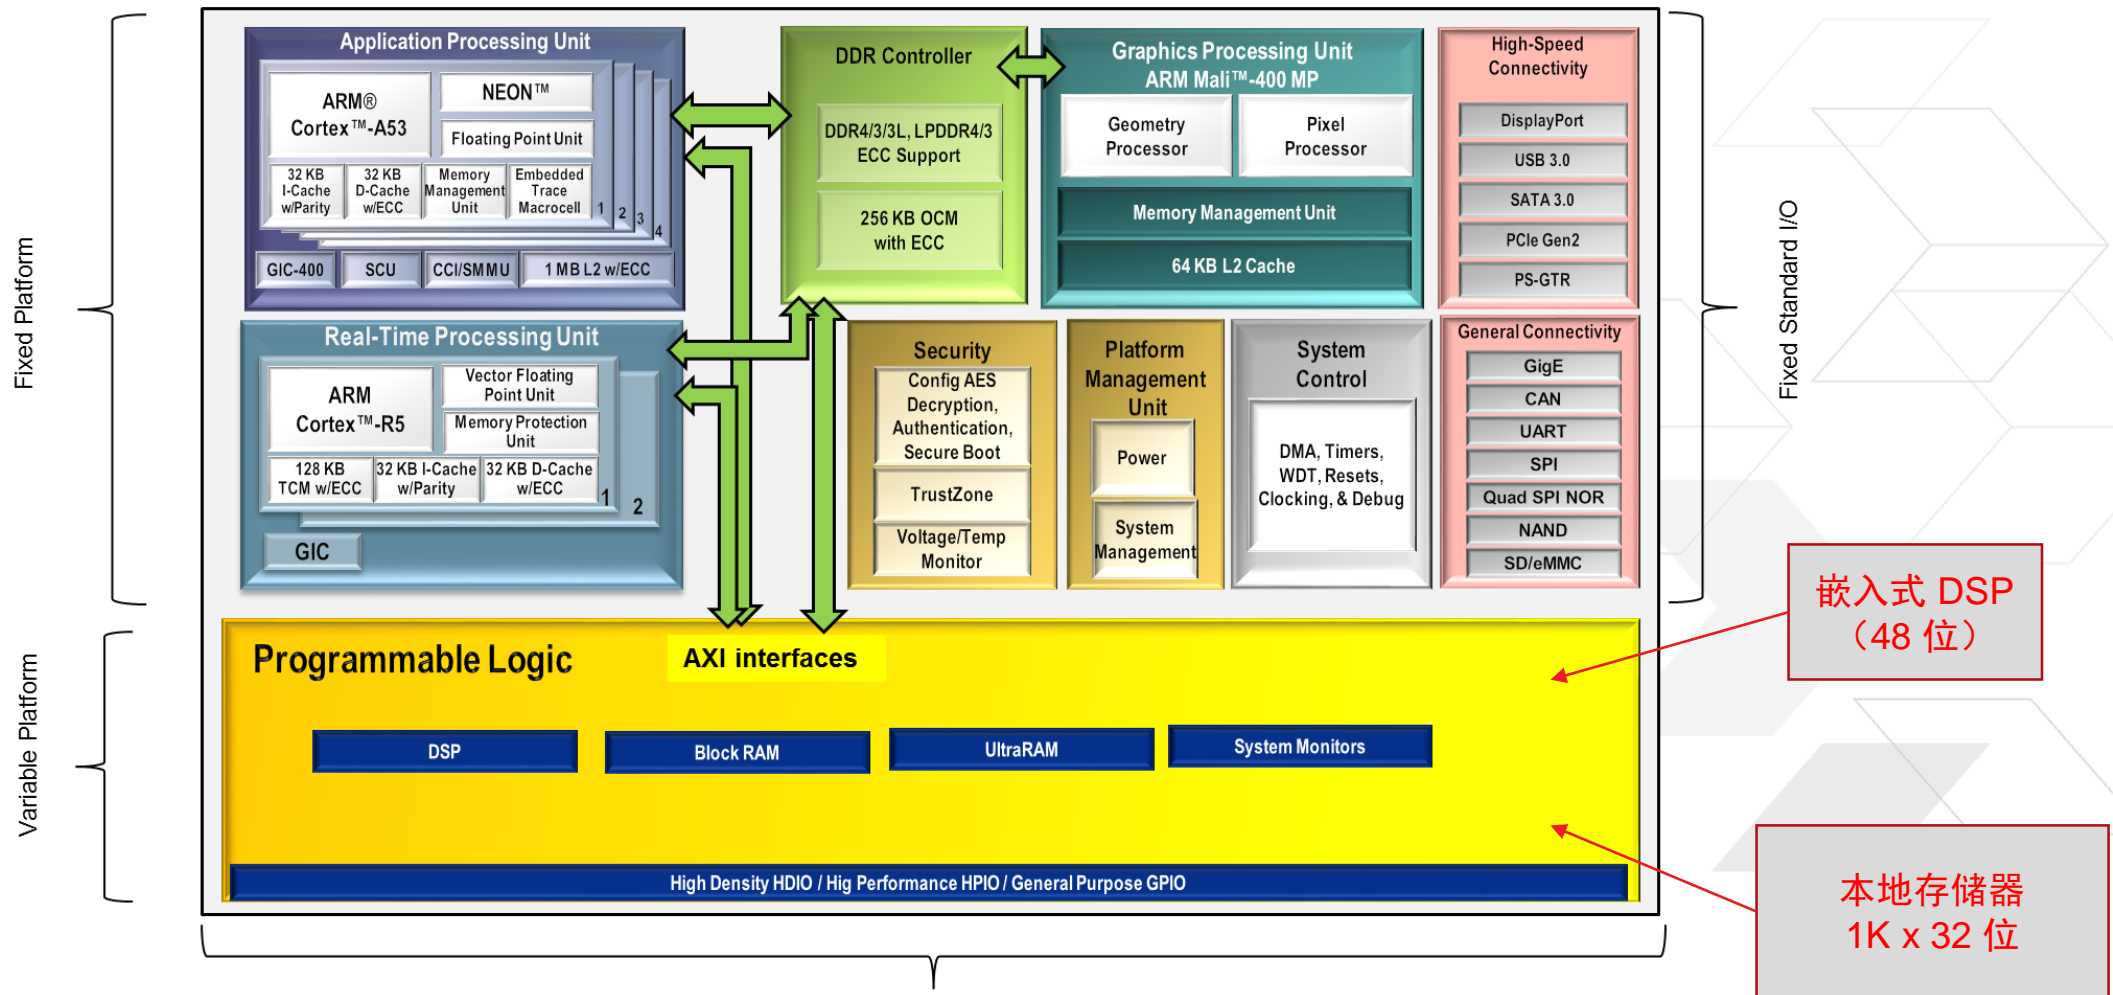 Fixed Platform
Variable Platform
Application Processing Unit
ARM®
Cortex™-A53
NEON™
Floating Point Unit
32 KB
I-Cache
w/Parity
32 KB
D-Cache
w/ECC
Memory
Management
Unit
Embedded
Trace
Macrocell
1
2
3
4
GIC-400
SCU
CCI/SMMU
1 MB L2 w/ECC
DDR Controller
DDR4/3/3L, LPDDR4/3
ECC Support
256 KB OCM
with ECC
Graphics Processing Unit
ARM Mali™-400 MP
Geometry
Processor
Pixel
Processor
Memory Management Unit
64 KB L2 Cache
High-Speed
Connectivity
DisplayPort
USB 3.0
SATA 3.0
PCIe Gen2
PS-GTR
Real-Time Processing Unit
ARM
Cortex™-R5
Vector Floating
Point Unit
Memory Protection
Unit
128 KB
TCM w/ECC
32 KB I-Cache
w/Parity
32 KB D-Cache
w/ECC
1
2
GIC
Security
Config AES
Decryption,
Authentication,
Secure Boot
TrustZone
Voltage/Temp
Monitor
Platform
Management
Unit
Power
System
Management
System
Control
DMA, Timers,
WDT, Resets,
Clocking, & Debug
General Connectivity
GigE
CAN
UART
SPI
Quad SPI NOR
NAND
SD/eMMC
Fixed Standard I/O
Programmable Logic
AXI interfaces
DSP
Block RAM
UltraRAM
System Monitors
High Density HDIO / Hig Performance HPIO / General Purpose GPIO
嵌入式 DSP
（48 位）
本地存储器
1K x 32 位